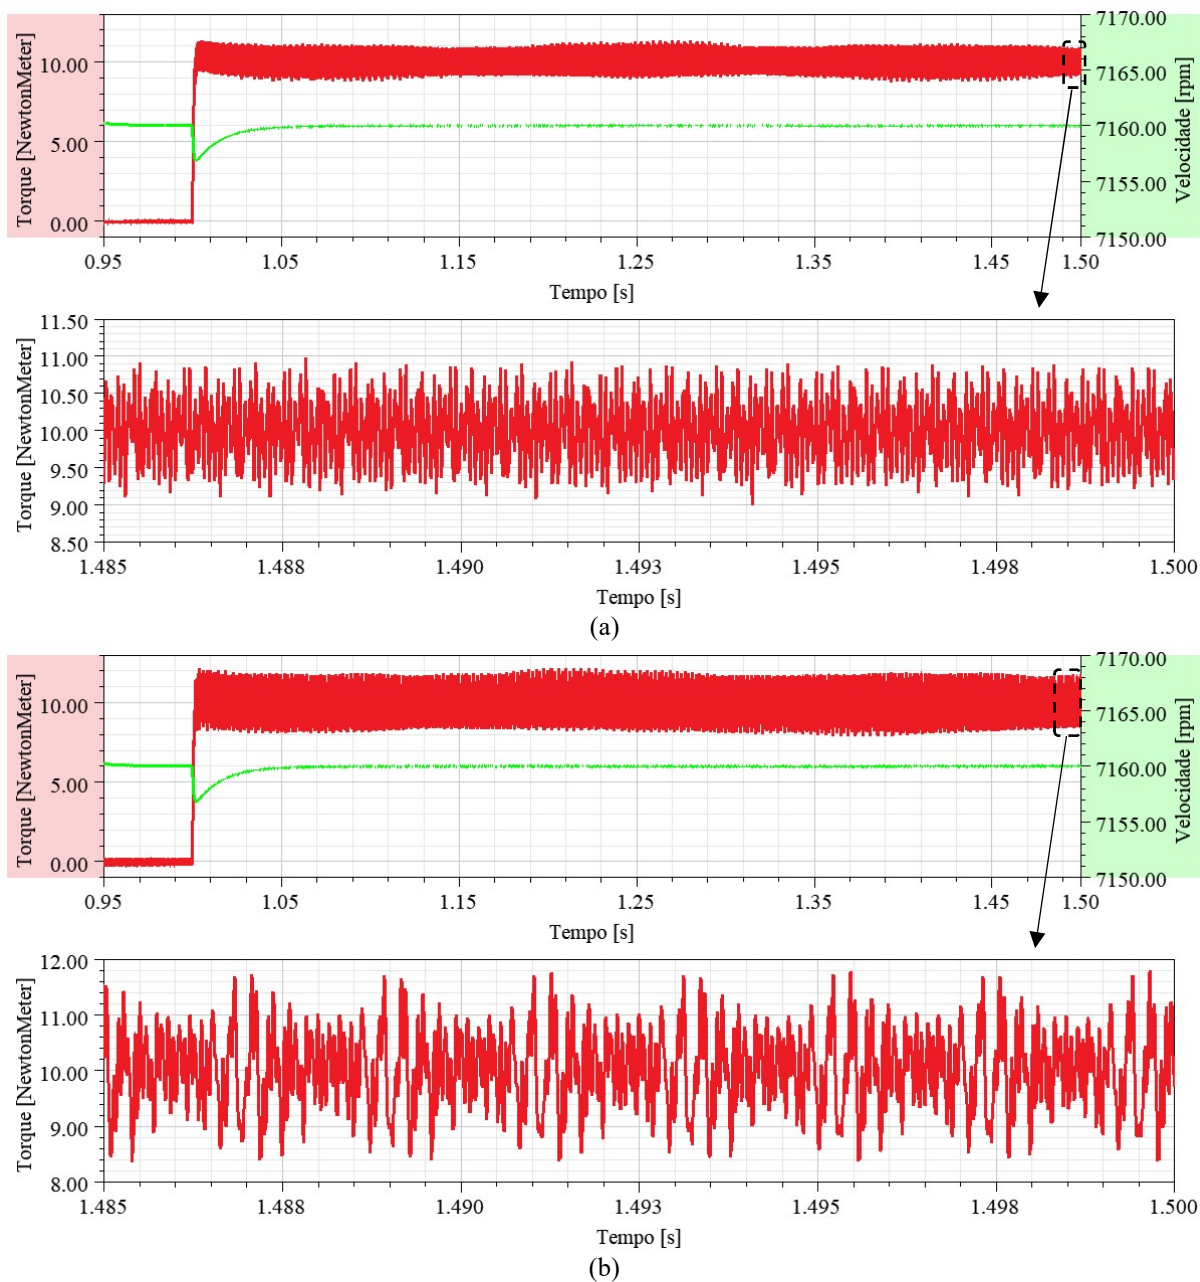 Torque [NewtonMeter]
10.00
5.00
0.00
7170.00
7165.00
7160.00
7155.00
7150.00
Velocidade [rpm]
0.95 1.05 1.15 1.25 1.35 1.45 1.50
Tempo [s]
Torque [NewtonMeter]
11.50
11.00
10.50
10.00
9.50
9.00
8.50
1.485 1.488 1.490 1.493 1.495 1.498 1.500
Tempo [s]
(a)
Torque [NewtonMeter]
10.00
5.00
0.00
7170.00
7165.00
7160.00
7155.00
7150.00
Velocidade [rpm]
0.95 1.05 1.15 1.25 1.35 1.45 1.50
Tempo [s]
Torque [NewtonMeter]
12.00
11.00
10.00
9.00
8.00
1.485 1.488 1.490 1.493 1.495 1.498 1.500
Tempo [s]
(b)